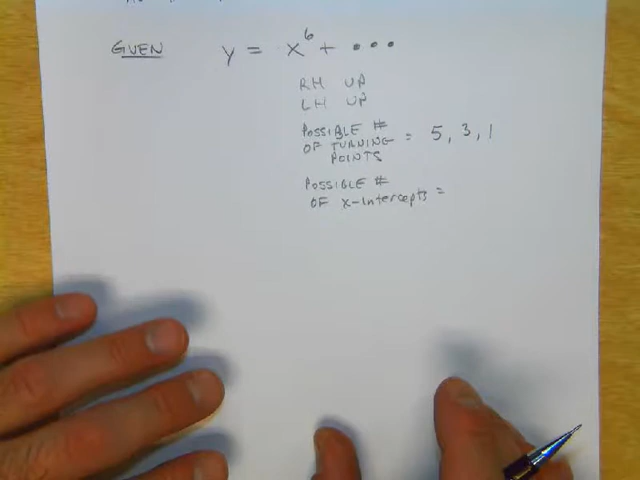 GIVEN y = x⁶ + •••
RH UP
LH UP
POSSIBLE #
OF TURNING = 5, 3, 1
POINTS
POSSIBLE #
OF x-intercepts =